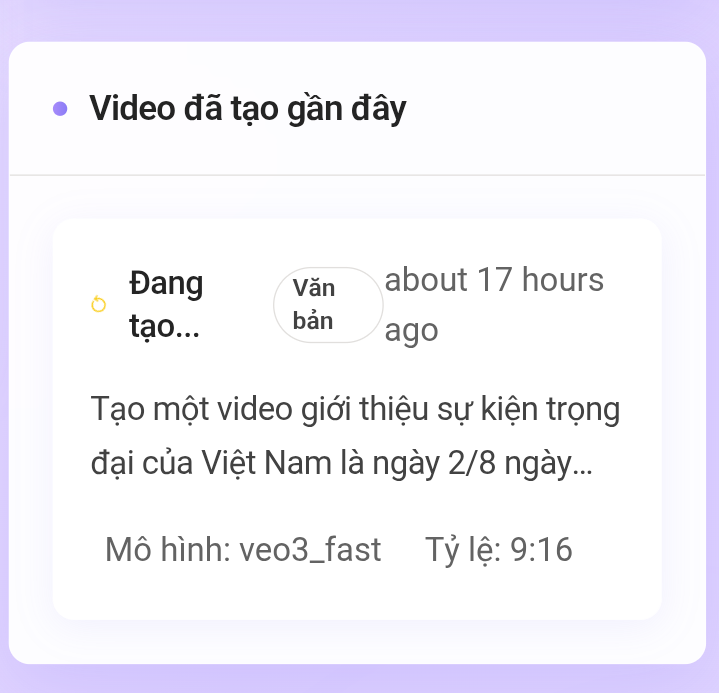 Video đã tạo gần đây
Đang
tạo...
Văn
bản
about 17 hours
ago
Tạo một video giới thiệu sự kiện trọng
đại của Việt Nam là ngày 2/8 ngày...
Mô hình: veo3_fast
Tỷ lệ: 9:16